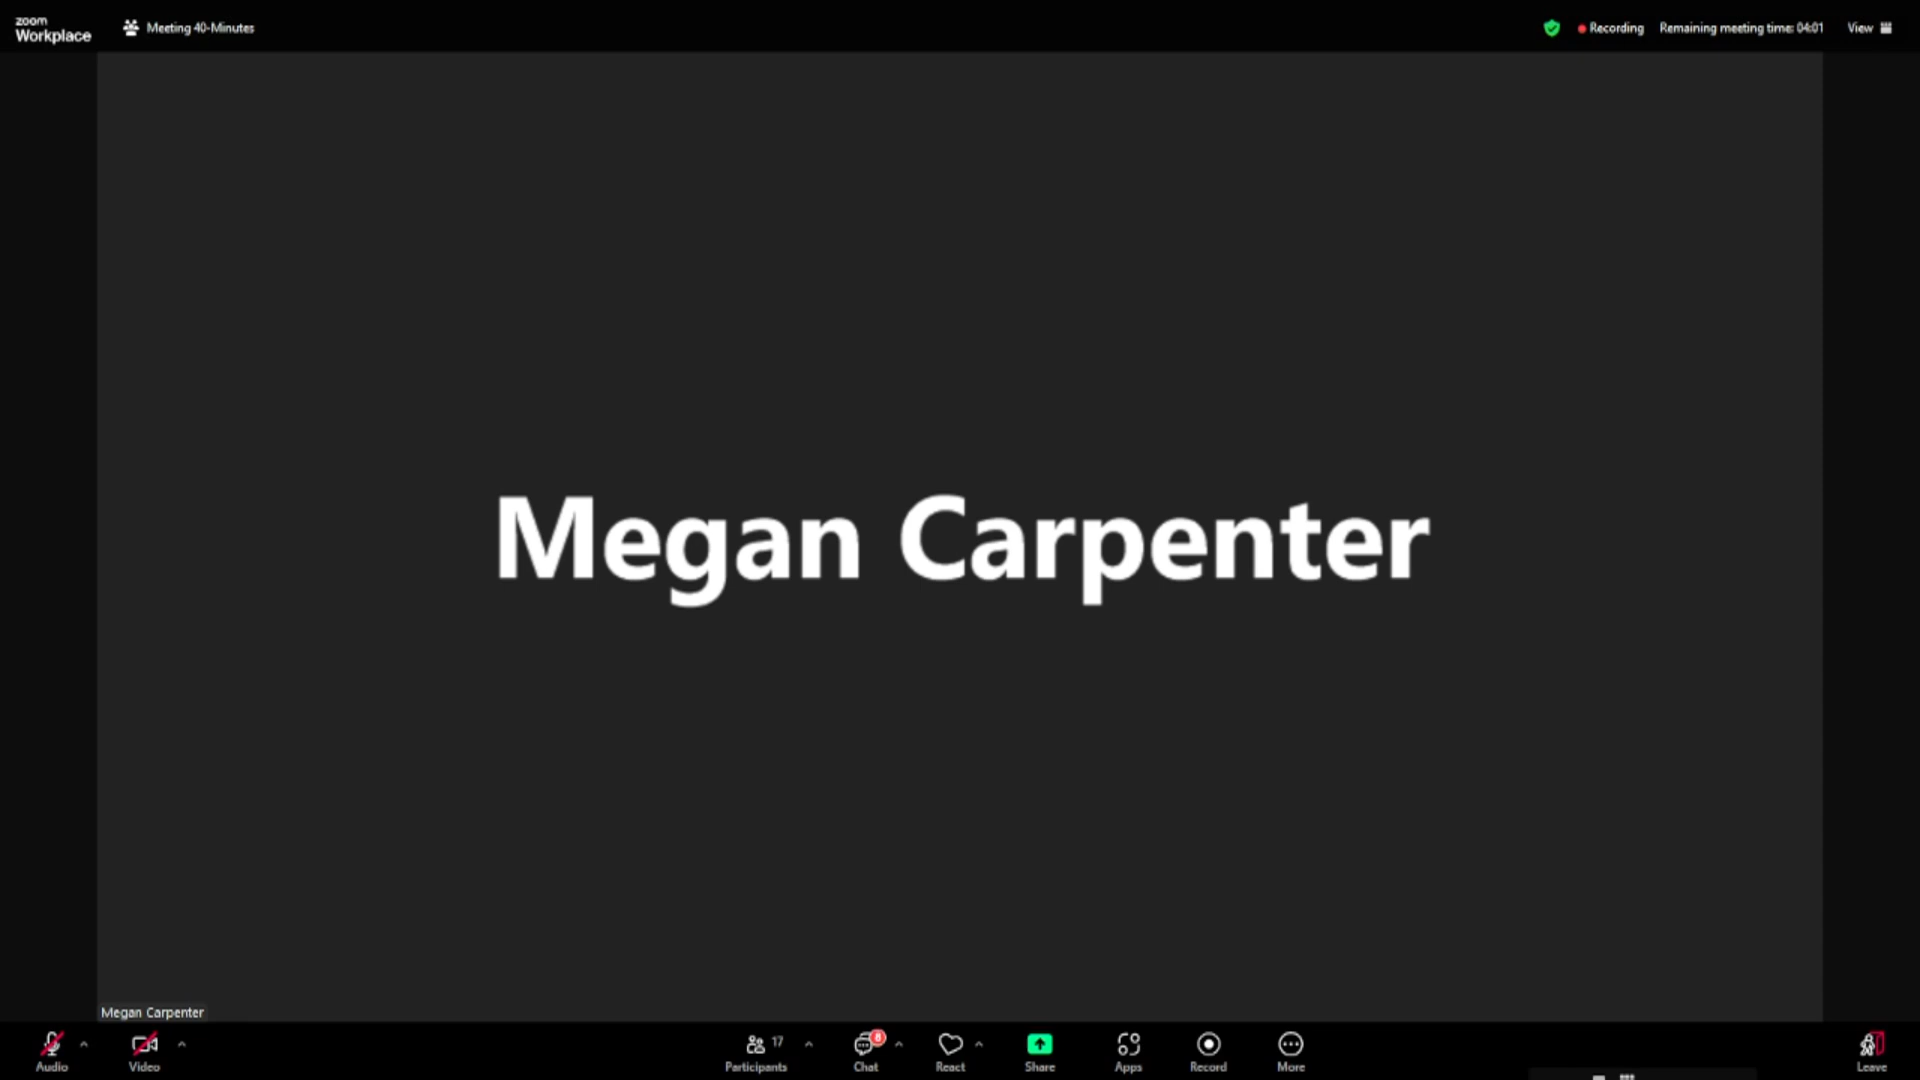 zoom
Workplace
Meeting 40-Minutes
Recording
Remaining meeting time: 04:01
View
Megan Carpenter
Megan Carpenter
Audio
Video
17
Participants
8
Chat
React
Share
Apps
Record
More
Leave